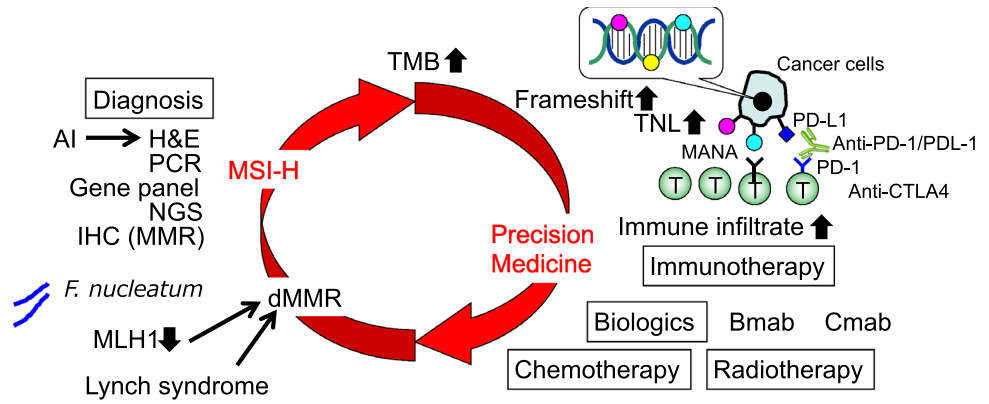 Diagnosis
AI
H&E
PCR
Gene panel
NGS
IHC (MMR)
F. nucleatum
MLH1
Lynch syndrome
dMMR
MSI-H
TMB
Precision
Medicine
Frameshift
TNL
MANA
Cancer cells
PD-L1
Anti-PD-1/PDL-1
PD-1
Anti-CTLA4
T
T
T
T
Immune infiltrate
Immunotherapy
Biologics
Bmab
Cmab
Chemotherapy
Radiotherapy